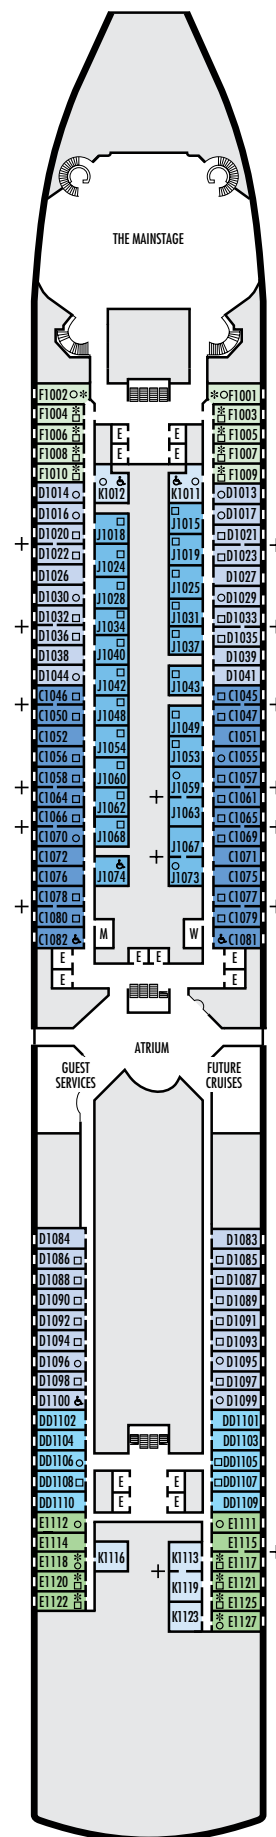 THE MAINSTAGE
F1002
F1001
F1004
F1003
F1006
F1005
F1008
F1007
F1010
F1009
E
E
E
E
K1012
K1011
D1014
D1013
D1016
D1017
D1020
D1021
D1022
D1023
D1026
D1027
D1030
D1029
D1032
D1033
D1036
D1035
D1038
D1039
D1044
D1041
J1018
J1015
J1024
J1019
J1028
J1025
J1034
J1031
J1040
J1037
J1042
J1043
J1048
J1049
J1054
J1053
J1060
J1059
J1062
J1063
J1068
J1067
J1074
J1073
C1046
C1045
C1050
C1047
C1052
C1051
C1056
C1055
C1058
C1057
C1064
C1061
C1066
C1065
C1070
C1069
C1072
C1071
C1076
C1075
C1078
C1077
C1080
C1079
C1082
C1081
M
W
E
E
E
E
E
E
ATRIUM
GUEST
SERVICES
FUTURE
CRUISES
D1084
D1083
D1086
D1085
D1088
D1087
D1090
D1089
D1092
D1091
D1094
D1093
D1096
D1095
D1098
D1097
D1100
D1099
DD1102
DD1101
DD1104
DD1103
DD1106
DD1105
DD1108
DD1107
DD1110
DD1109
E
E
E
E
E1112
E1111
E1114
E1115
E1118
E1117
E1120
E1121
E1122
E1125
E1127
K1116
K1113
K1119
K1123